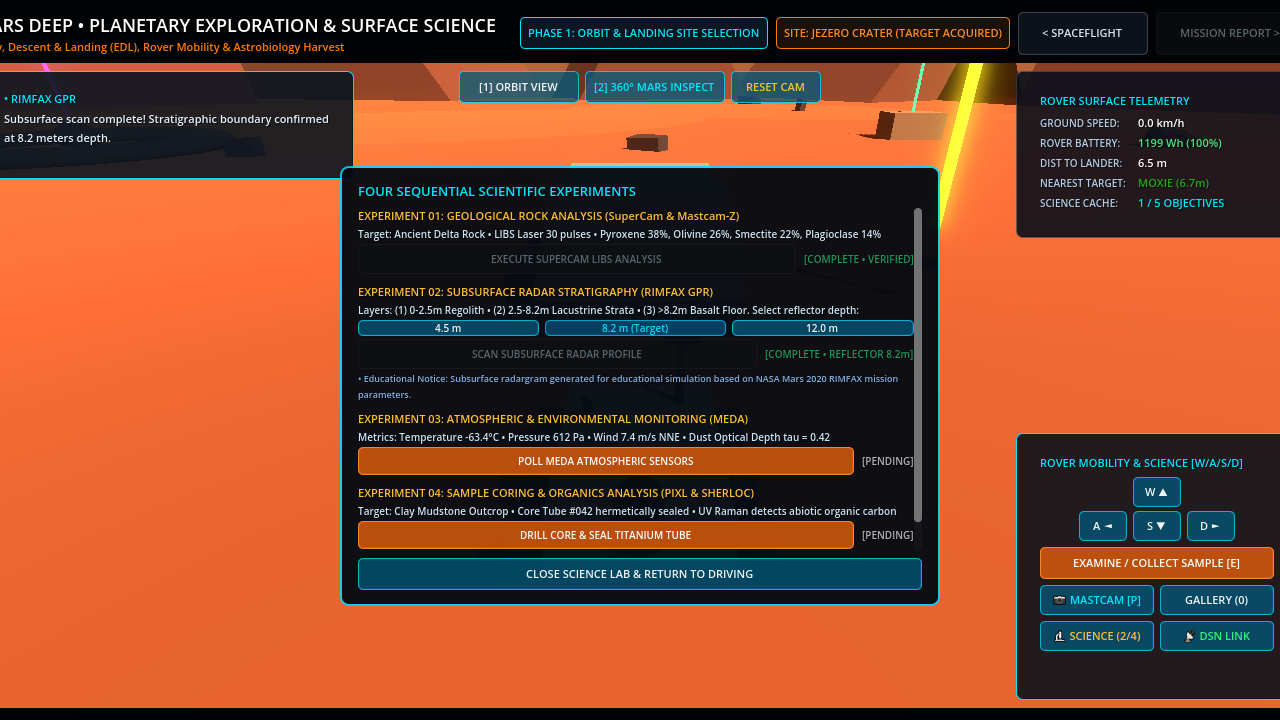 ARS DEEP • PLANETARY EXPLORATION & SURFACE SCIENCE
y, Descent & Landing (EDL), Rover Mobility & Astrobiology Harvest
PHASE 1: ORBIT & LANDING SITE SELECTION
SITE: JEZERO CRATER (TARGET ACQUIRED)
< SPACEFLIGHT
MISSION REPORT >
• RIMFAX GPR
Subsurface scan complete! Stratigraphic boundary confirmed
at 8.2 meters depth.
[1] ORBIT VIEW
[2] 360° MARS INSPECT
RESET CAM
ROVER SURFACE TELEMETRY
GROUND SPEED: 0.0 km/h
ROVER BATTERY: 1199 Wh (100%)
DIST TO LANDER: 6.5 m
NEAREST TARGET: MOXIE (6.7m)
SCIENCE CACHE: 1 / 5 OBJECTIVES
FOUR SEQUENTIAL SCIENTIFIC EXPERIMENTS
EXPERIMENT 01: GEOLOGICAL ROCK ANALYSIS (SuperCam & Mastcam-Z)
Target: Ancient Delta Rock • LIBS Laser 30 pulses • Pyroxene 38%, Olivine 26%, Smectite 22%, Plagioclase 14%
EXECUTE SUPERCAM LIBS ANALYSIS [COMPLETE • VERIFIED]
EXPERIMENT 02: SUBSURFACE RADAR STRATIGRAPHY (RIMFAX GPR)
Layers: (1) 0-2.5m Regolith • (2) 2.5-8.2m Lacustrine Strata • (3) >8.2m Basalt Floor. Select reflector depth:
4.5 m 8.2 m (Target) 12.0 m
SCAN SUBSURFACE RADAR PROFILE [COMPLETE • REFLECTOR 8.2m]
• Educational Notice: Subsurface radargram generated for educational simulation based on NASA Mars 2020 RIMFAX mission
parameters.
EXPERIMENT 03: ATMOSPHERIC & ENVIRONMENTAL MONITORING (MEDA)
Metrics: Temperature -63.4°C • Pressure 612 Pa • Wind 7.4 m/s NNE • Dust Optical Depth tau = 0.42
POLL MEDA ATMOSPHERIC SENSORS [PENDING]
EXPERIMENT 04: SAMPLE CORING & ORGANICS ANALYSIS (PIXL & SHERLOC)
Target: Clay Mudstone Outcrop • Core Tube #042 hermetically sealed • UV Raman detects abiotic organic carbon
DRILL CORE & SEAL TITANIUM TUBE [PENDING]
CLOSE SCIENCE LAB & RETURN TO DRIVING
ROVER MOBILITY & SCIENCE [W/A/S/D]
W ▲
A ◄ S ▼ D ►
EXAMINE / COLLECT SAMPLE [E]
MASTCAM [P] GALLERY (0)
SCIENCE (2/4) DSN LINK